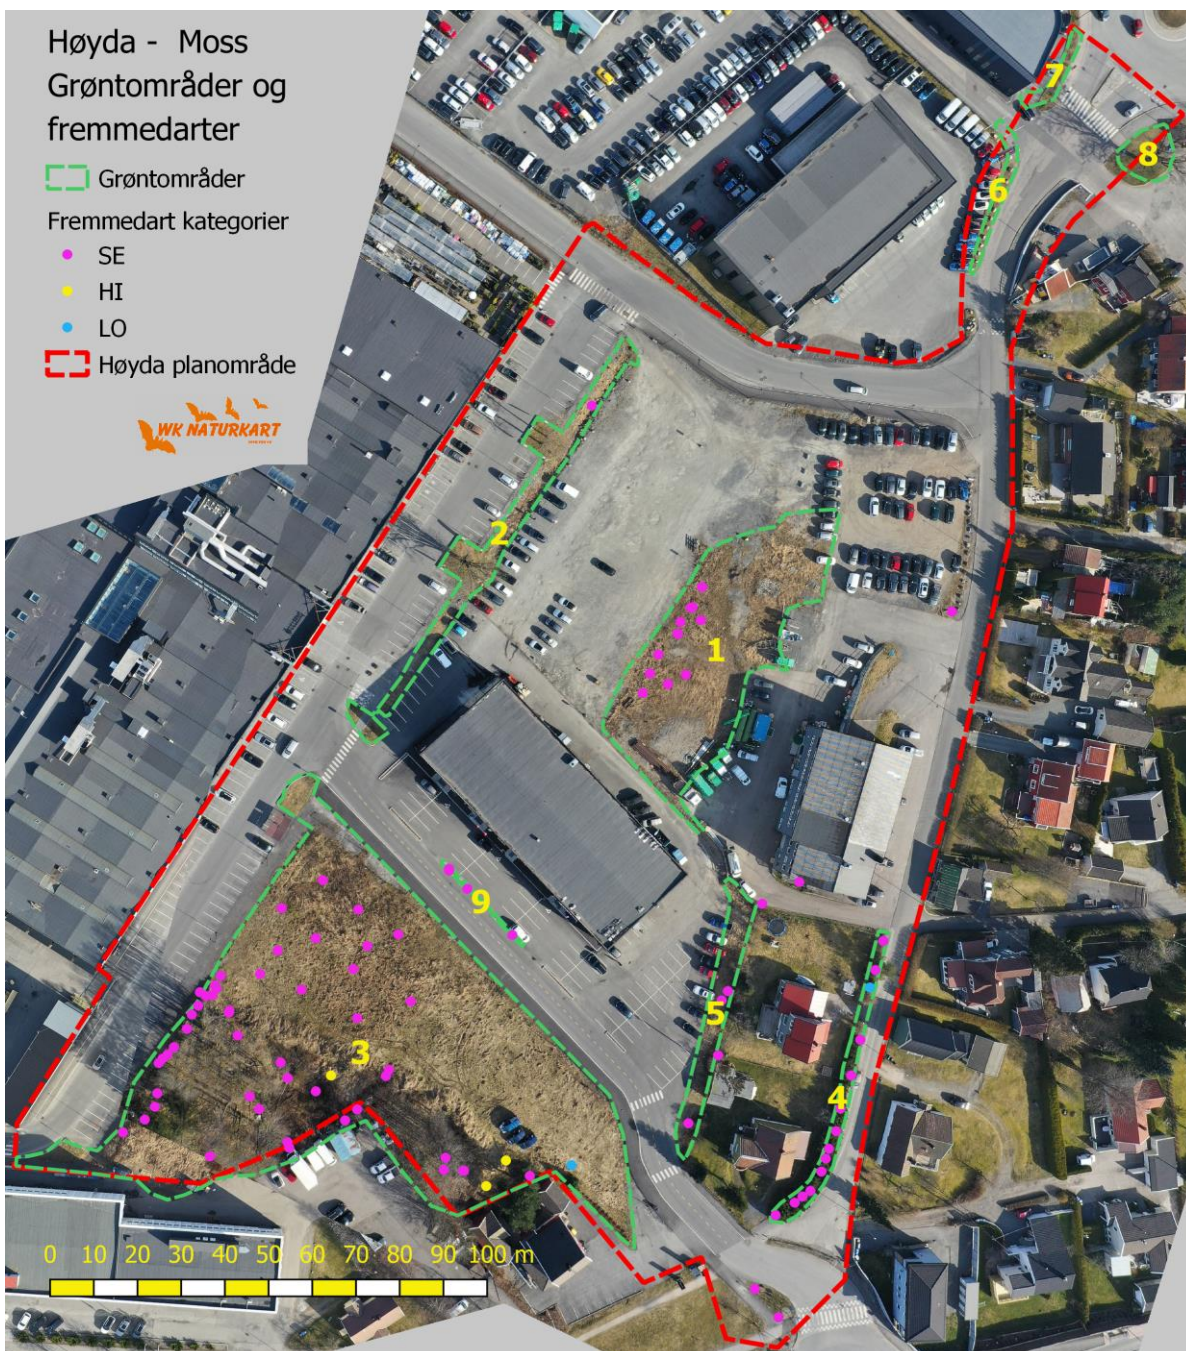 Høyda - Moss
Grøntområder og
fremmedarter
Grøntområder
Fremmedart kategorier
SE
HI
LO
Høyda planområde
WK NATURKART
7
8
6
2
1
9
5
3
4
0 10 20 30 40 50 60 70 80 90 100 m